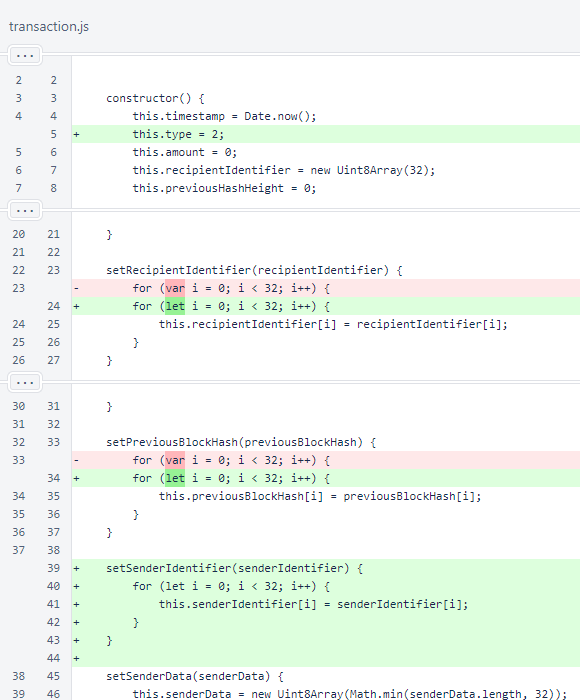 transaction.js
...
2 2
3 3 constructor() {
4 4 this.timestamp = Date.now();
5 + this.type = 2;
5 6 this.amount = 0;
6 7 this.recipientIdentifier = new Uint8Array(32);
7 8 this.previousHashHeight = 0;
...
20 21 }
21 22
22 23 setRecipientIdentifier(recipientIdentifier) {
23 - for (var i = 0; i < 32; i++) {
24 + for (let i = 0; i < 32; i++) {
24 25 this.recipientIdentifier[i] = recipientIdentifier[i];
25 26 }
26 27 }
...
30 31 }
31 32
32 33 setPreviousBlockHash(previousBlockHash) {
33 - for (var i = 0; i < 32; i++) {
34 + for (let i = 0; i < 32; i++) {
34 35 this.previousBlockHash[i] = previousBlockHash[i];
35 36 }
36 37 }
37 38
39 + setSenderIdentifier(senderIdentifier) {
40 + for (let i = 0; i < 32; i++) {
41 + this.senderIdentifier[i] = senderIdentifier[i];
42 + }
43 + }
44 +
38 45 setSenderData(senderData) {
39 46 this.senderData = new Uint8Array(Math.min(senderData.length, 32));